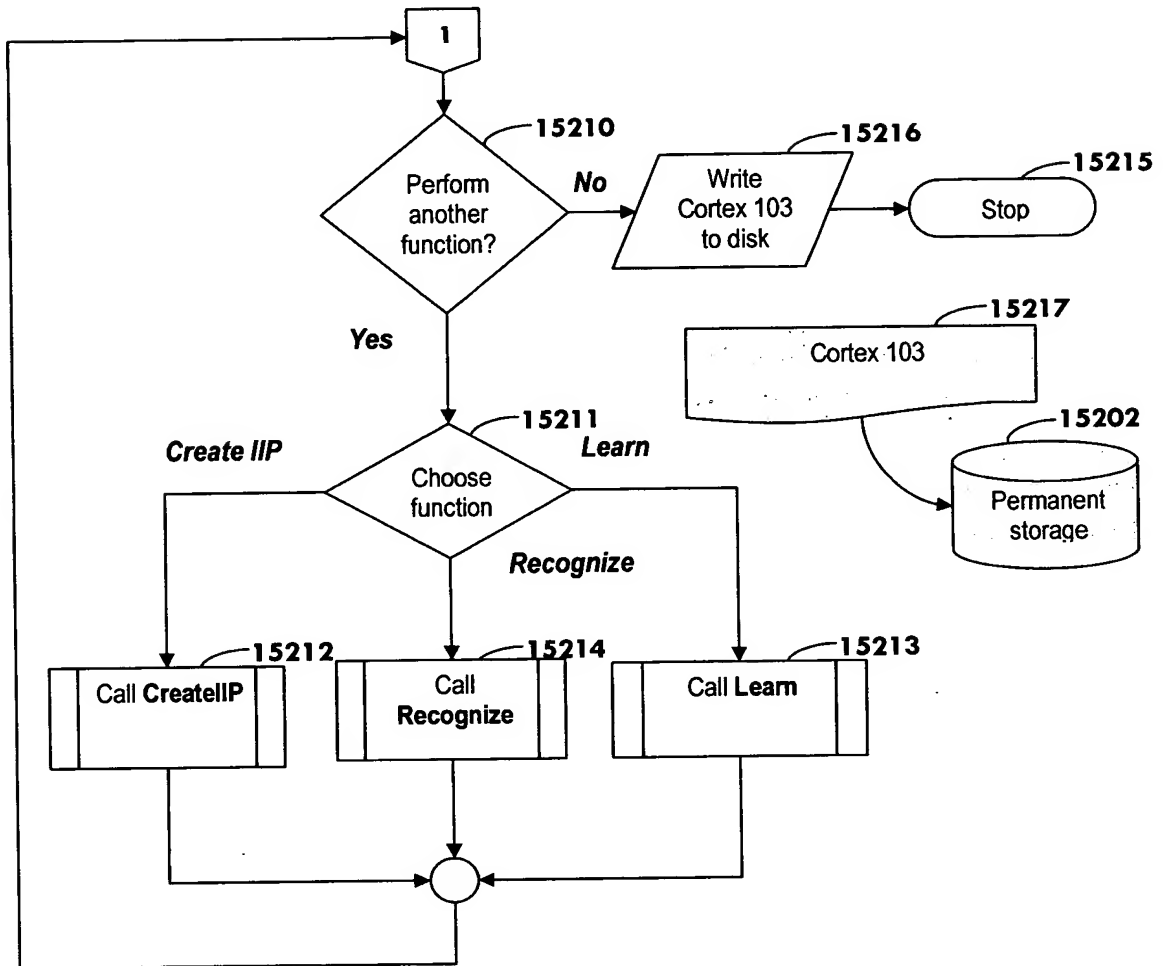 1
15210
Perform
another
function?
No
15216
Write
Cortex 103
to disk
15215
Stop
Yes
15217
Cortex 103
15202
Permanent
storage
15211
Choose
function
Create IIP
Learn
Recognize
15212
Call CreateIIP
15214
Call
Recognize
15213
Call Learn